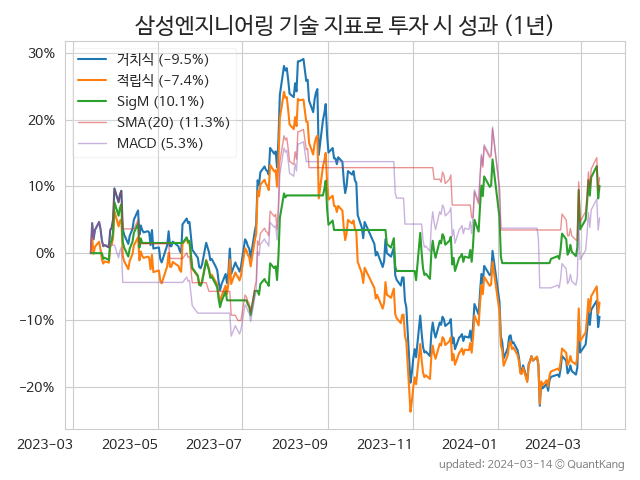 삼성엔지니어링 기술 지표로 투자 시 성과 (1년)
거치식 (−9.5%)
적립식 (−7.4%)
SigM (10.1%)
SMA(20) (11.3%)
MACD (5.3%)
30%
20%
10%
0%
−10%
−20%
2023-03 2023-05 2023-07 2023-09 2023-11 2024-01 2024-03
updated: 2024-03-14 ⓒ QuantKang